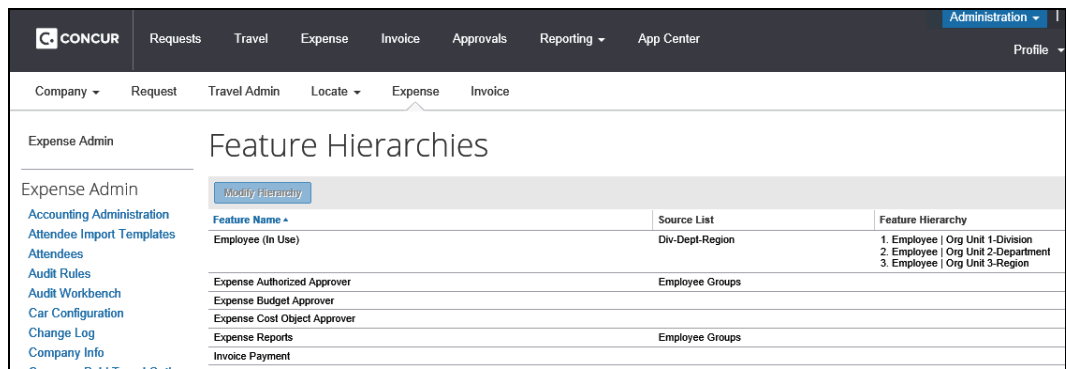 Administration
C. CONCUR Requests Travel Expense Invoice Approvals Reporting App Center
Profile
Company Request Travel Admin Locate Expense Invoice
Expense Admin
Feature Hierarchies
Expense Admin
Modify Hierarchy
Accounting Administration
Attendee Import Templates
Attendees
Audit Rules
Audit Workbench
Car Configuration
Change Log
Company Info
Feature Name Source List Feature Hierarchy
Employee (In Use) Div-Dept-Region 1. Employee | Org Unit 1-Division
2. Employee | Org Unit 2-Department
3. Employee | Org Unit 3-Region
Expense Authorized Approver Employee Groups
Expense Budget Approver
Expense Cost Object Approver
Expense Reports Employee Groups
Invoice Payment